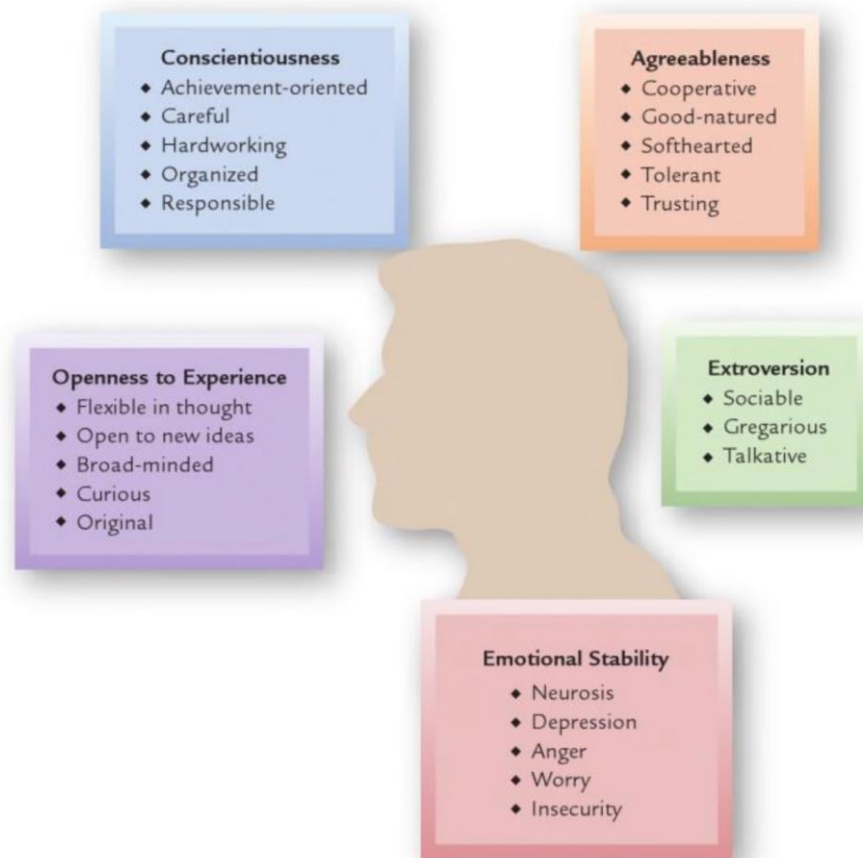 Conscientiousness
◆ Achievement-oriented
◆ Careful
◆ Hardworking
◆ Organized
◆ Responsible
Agreeableness
◆ Cooperative
◆ Good-natured
◆ Softhearted
◆ Tolerant
◆ Trusting
Openness to Experience
◆ Flexible in thought
◆ Open to new ideas
◆ Broad-minded
◆ Curious
◆ Original
Extroversion
◆ Sociable
◆ Gregarious
◆ Talkative
Emotional Stability
◆ Neurosis
◆ Depression
◆ Anger
◆ Worry
◆ Insecurity